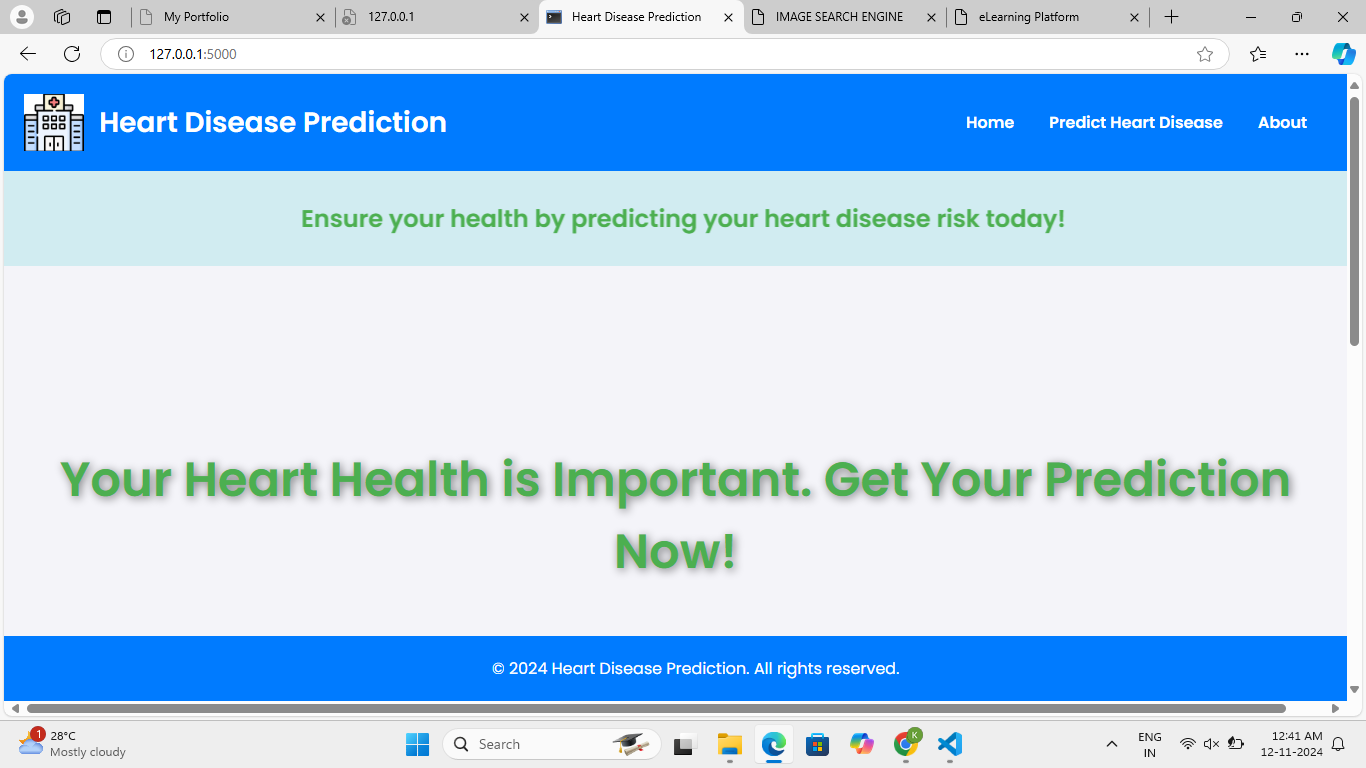 My Portfolio
127.0.0.1
Heart Disease Prediction
IMAGE SEARCH ENGINE
eLearning Platform
127.0.0.1:5000
Heart Disease Prediction
Home
Predict Heart Disease
About
Ensure your health by predicting your heart disease risk today!
Your Heart Health is Important. Get Your Prediction
Now!
© 2024 Heart Disease Prediction. All rights reserved.
1
28°C
Mostly cloudy
Search
K
ENG
IN
12:41 AM
12-11-2024